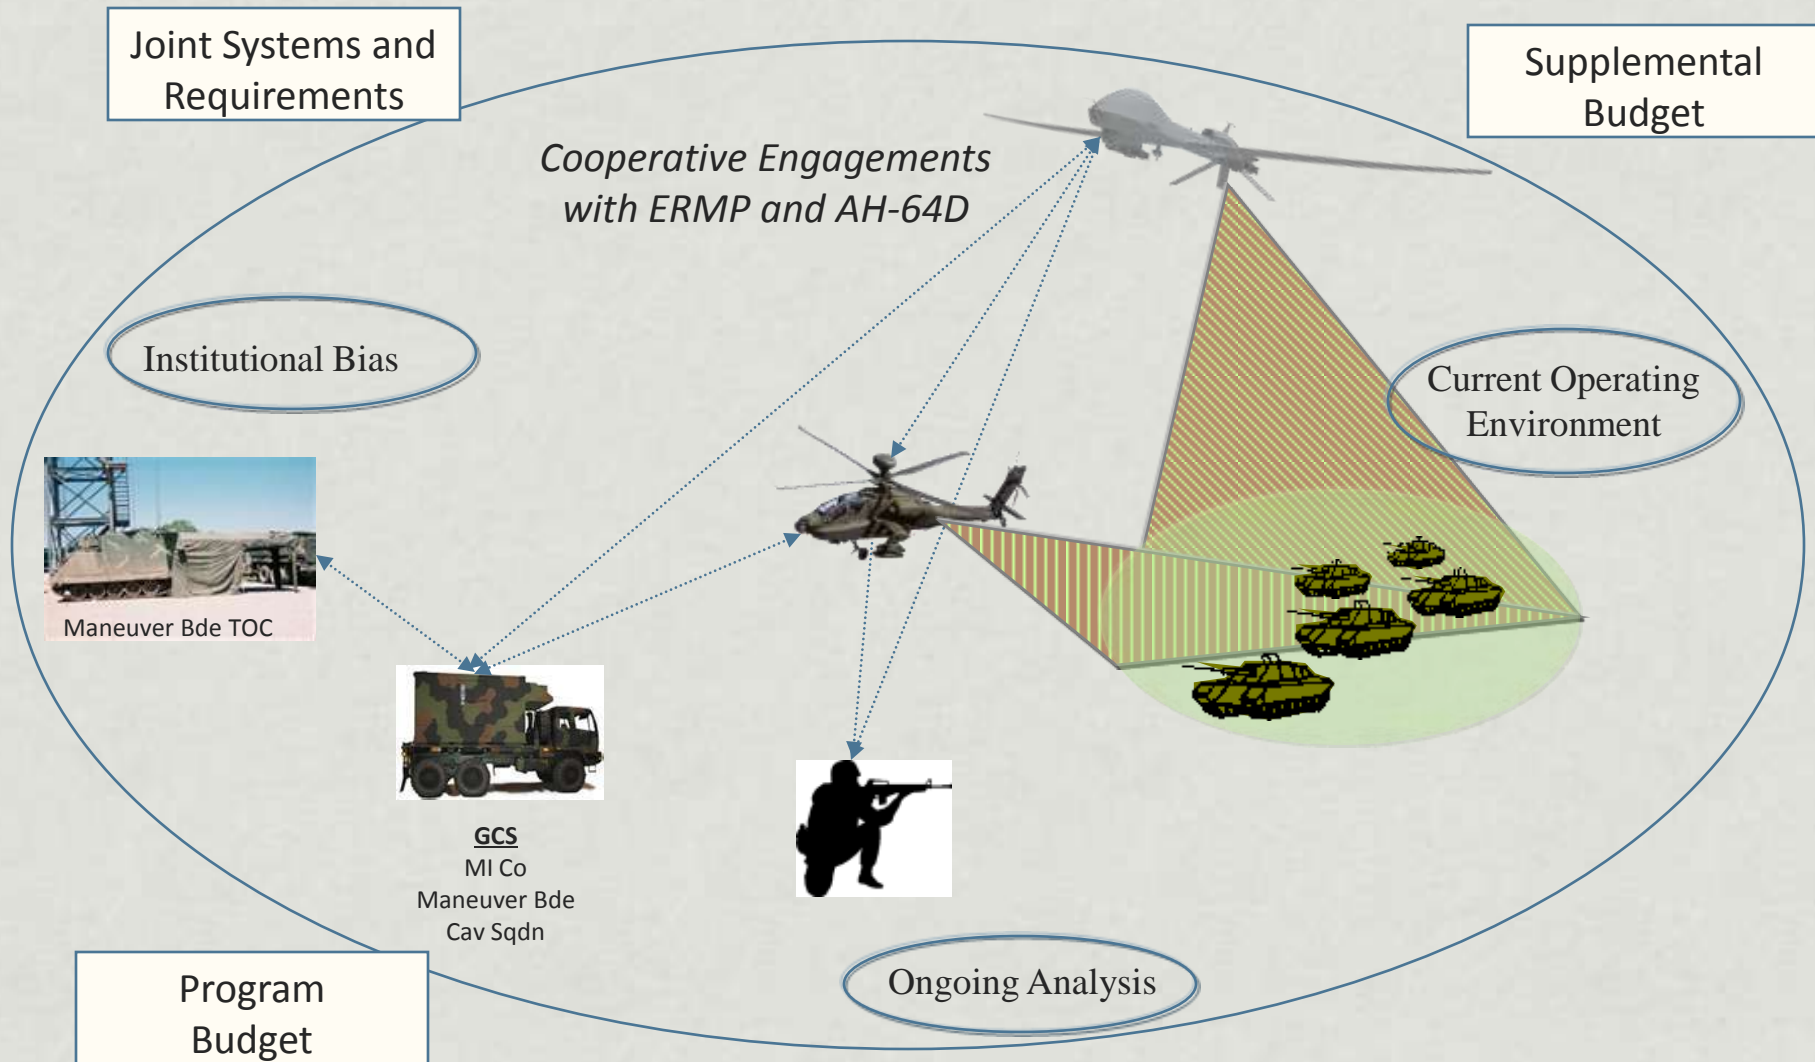 Joint Systems and
Requirements
Supplemental
Budget
Cooperative Engagements
with ERMP and AH-64D
Institutional Bias
Current Operating
Environment
Maneuver Bde TOC
GCS
MI Co
Maneuver Bde
Cav Sqdn
Ongoing Analysis
Program
Budget